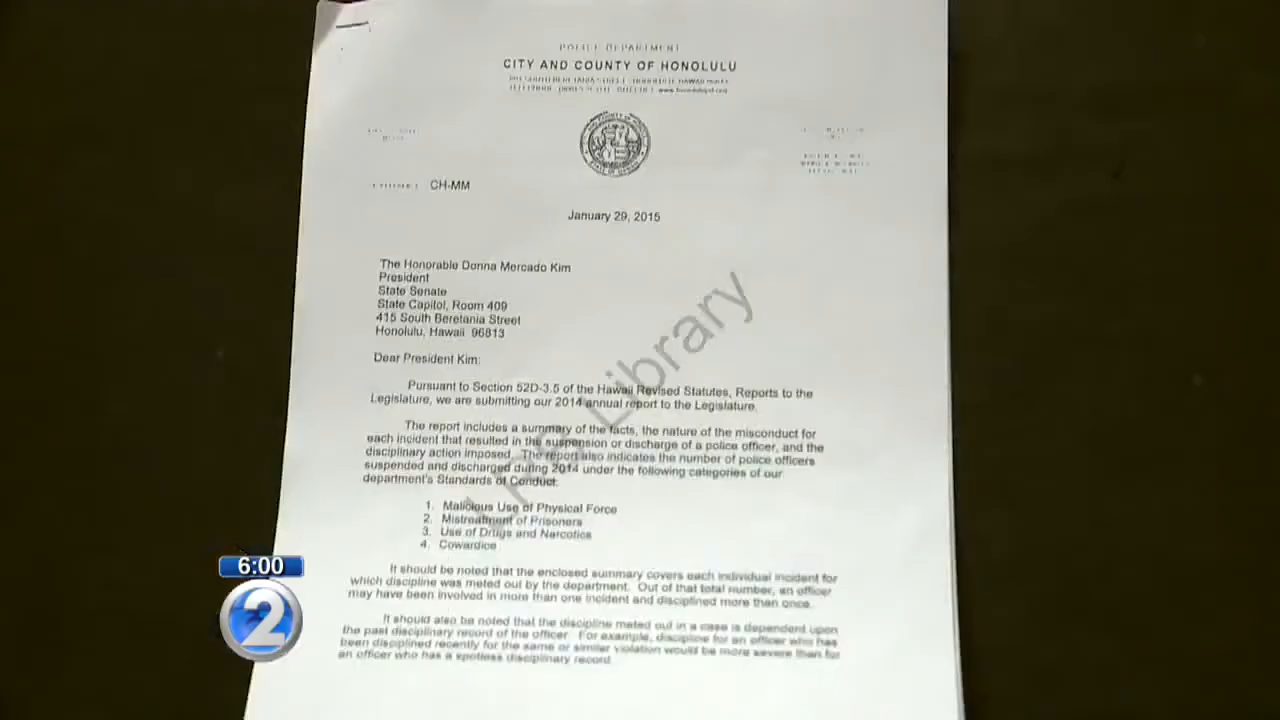 POLICE DEPARTMENT
CITY AND COUNTY OF HONOLULU
CH-MM
January 29, 2015
The Honorable Donna Mercado Kim
President
State Senate
State Capitol, Room 409
415 South Beretania Street
Honolulu, Hawaii 96813
Dear President Kim:
Pursuant to Section 52D-3.5 of the Hawaii Revised Statutes, Reports to the
Legislature, we are submitting our 2014 annual report to the Legislature.
The report includes a summary of the facts, the nature of the misconduct for
each incident that resulted in the suspension or discharge of a police officer, and the
disciplinary action imposed. The report also indicates the number of police officers
suspended and discharged during 2014 under the following categories of our
department's Standards of Conduct:
1. Malicious Use of Physical Force
2. Mistreatment of Prisoners
3. Use of Drugs and Narcotics
4. Cowardice
It should be noted that the enclosed summary covers each individual incident for
which discipline was meted out by the department. Out of that total number, an officer
may have been involved in more than one incident and disciplined more than once.
It should also be noted that the discipline meted out in a case is dependent upon
the past disciplinary record of the officer. For example, discipline for an officer who has
been disciplined recently for the same or similar violation would be more severe than for
an officer who has a spotless disciplinary record.
Library
6:00
2